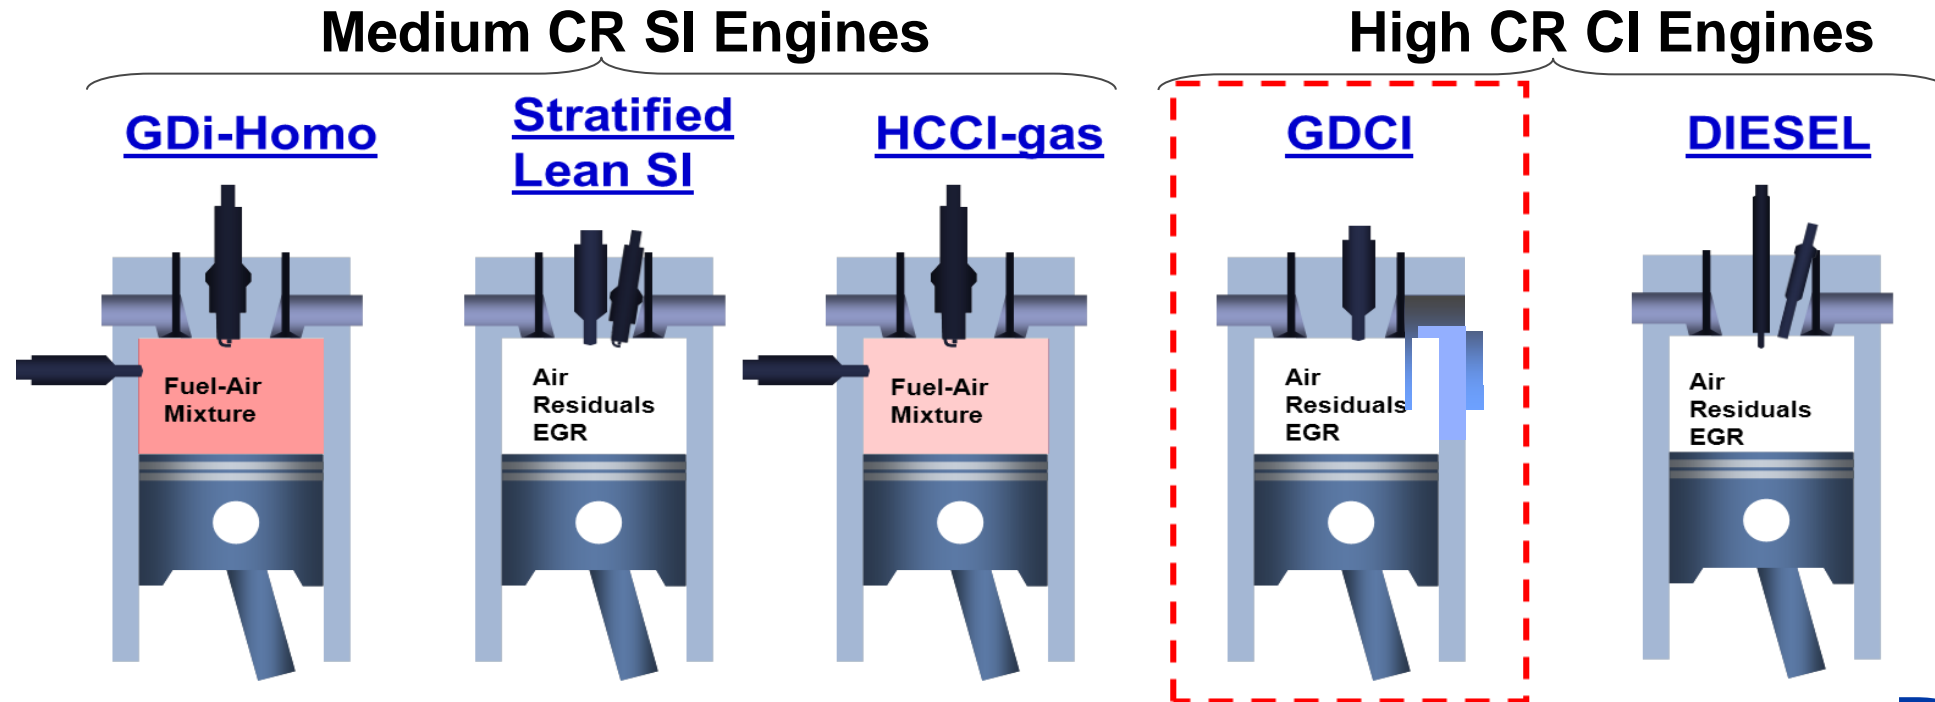 Medium CR SI Engines
High CR CI Engines
GDi-Homo
Stratified
Lean SI
HCCI-gas
GDCI
DIESEL
Fuel-Air
Mixture
Air
Residuals
EGR
Fuel-Air
Mixture
Air
Residuals
EGR
Air
Residuals
EGR